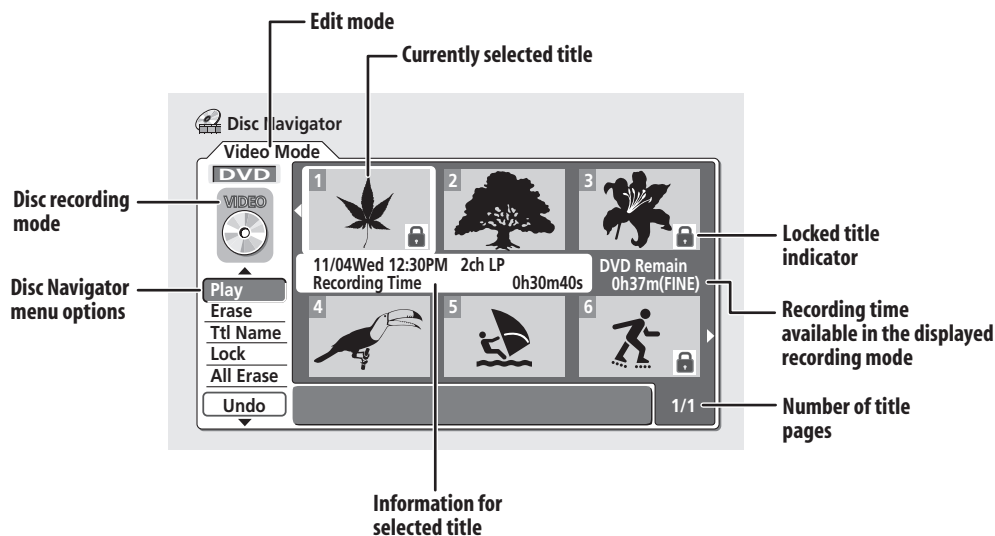 Edit mode
Currently selected title
Disc Navigator
Video Mode
DVD
VIDEO
1
2
3
Disc recording
mode
Locked title
indicator
11/04Wed 12:30PM 2ch LP
Recording Time 0h30m40s
DVD Remain
0h37m(FINE)
Disc Navigator
menu options
Play
Erase
Ttl Name
Lock
All Erase
Undo
4
5
6
Recording time
available in the displayed
recording mode
1/1
Number of title
pages
Information for
selected title